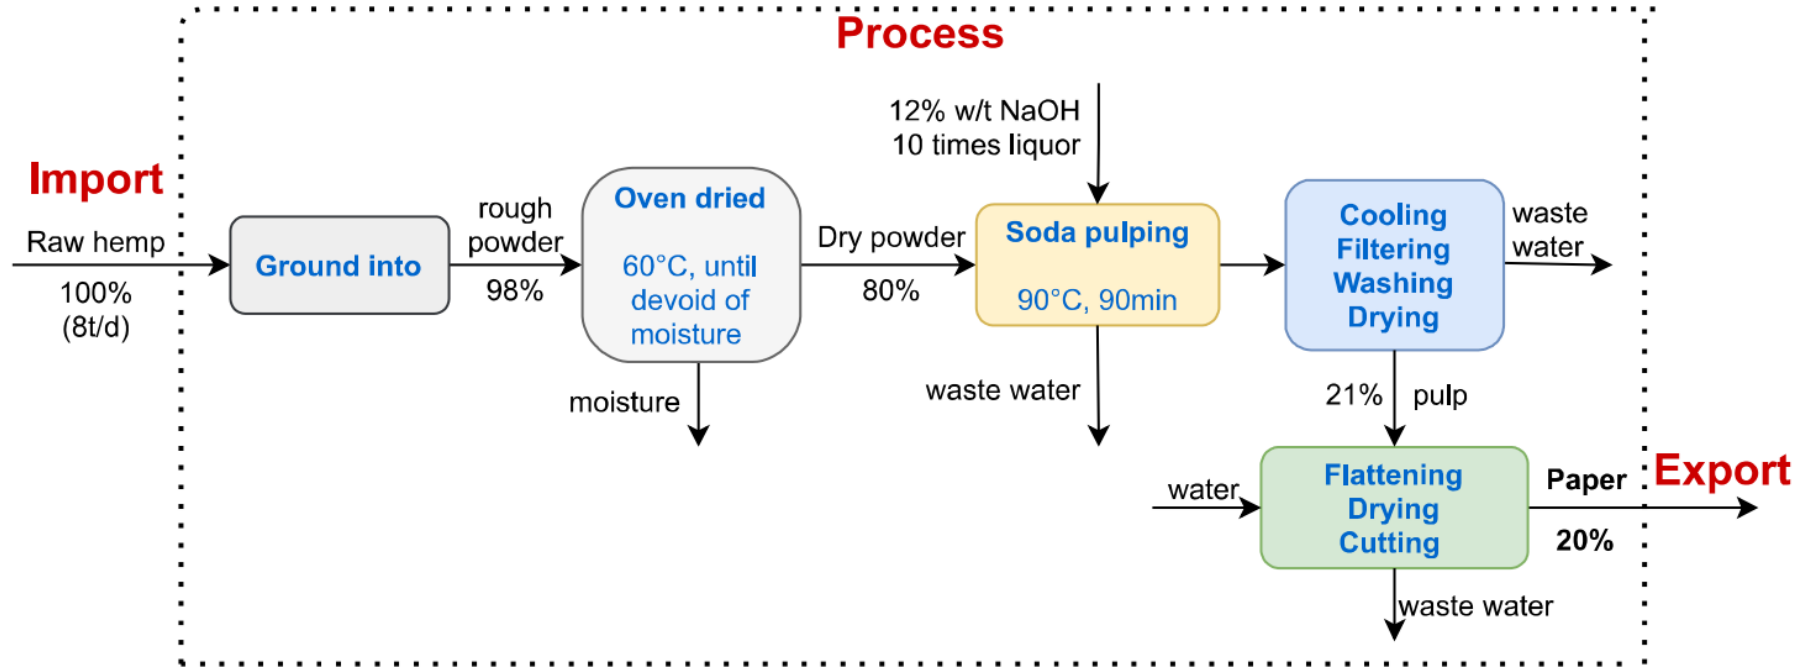 Process
Import
Raw hemp
100%
(8t/d)
Ground into
rough
powder
98%
Oven dried
60°C, until
devoid of
moisture
moisture
Dry powder
80%
12% w/t NaOH
10 times liquor
Soda pulping
90°C, 90min
waste water
Cooling
Filtering
Washing
Drying
waste
water
21%
pulp
water
Flattening
Drying
Cutting
waste water
Paper
20%
Export